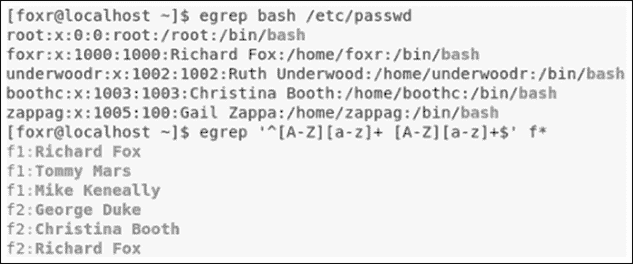 [foxr@localhost ~]$ egrep bash /etc/passwd
root:x:0:0:root:/root:/bin/bash
foxr:x:1000:1000:Richard Fox:/home/foxr:/bin/bash
underwoodr:x:1002:1002:Ruth Underwood:/home/underwoodr:/bin/bash
boothc:x:1003:1003:Christina Booth:/home/boothc:/bin/bash
zappag:x:1005:100:Gail Zappa:/home/zappag:/bin/bash
[foxr@localhost ~]$ egrep '^[A-Z][a-z]+ [A-Z][a-z]+$' f*
f1:Richard Fox
f1:Tommy Mars
f1:Mike Keneally
f2:George Duke
f2:Christina Booth
f2:Richard Fox